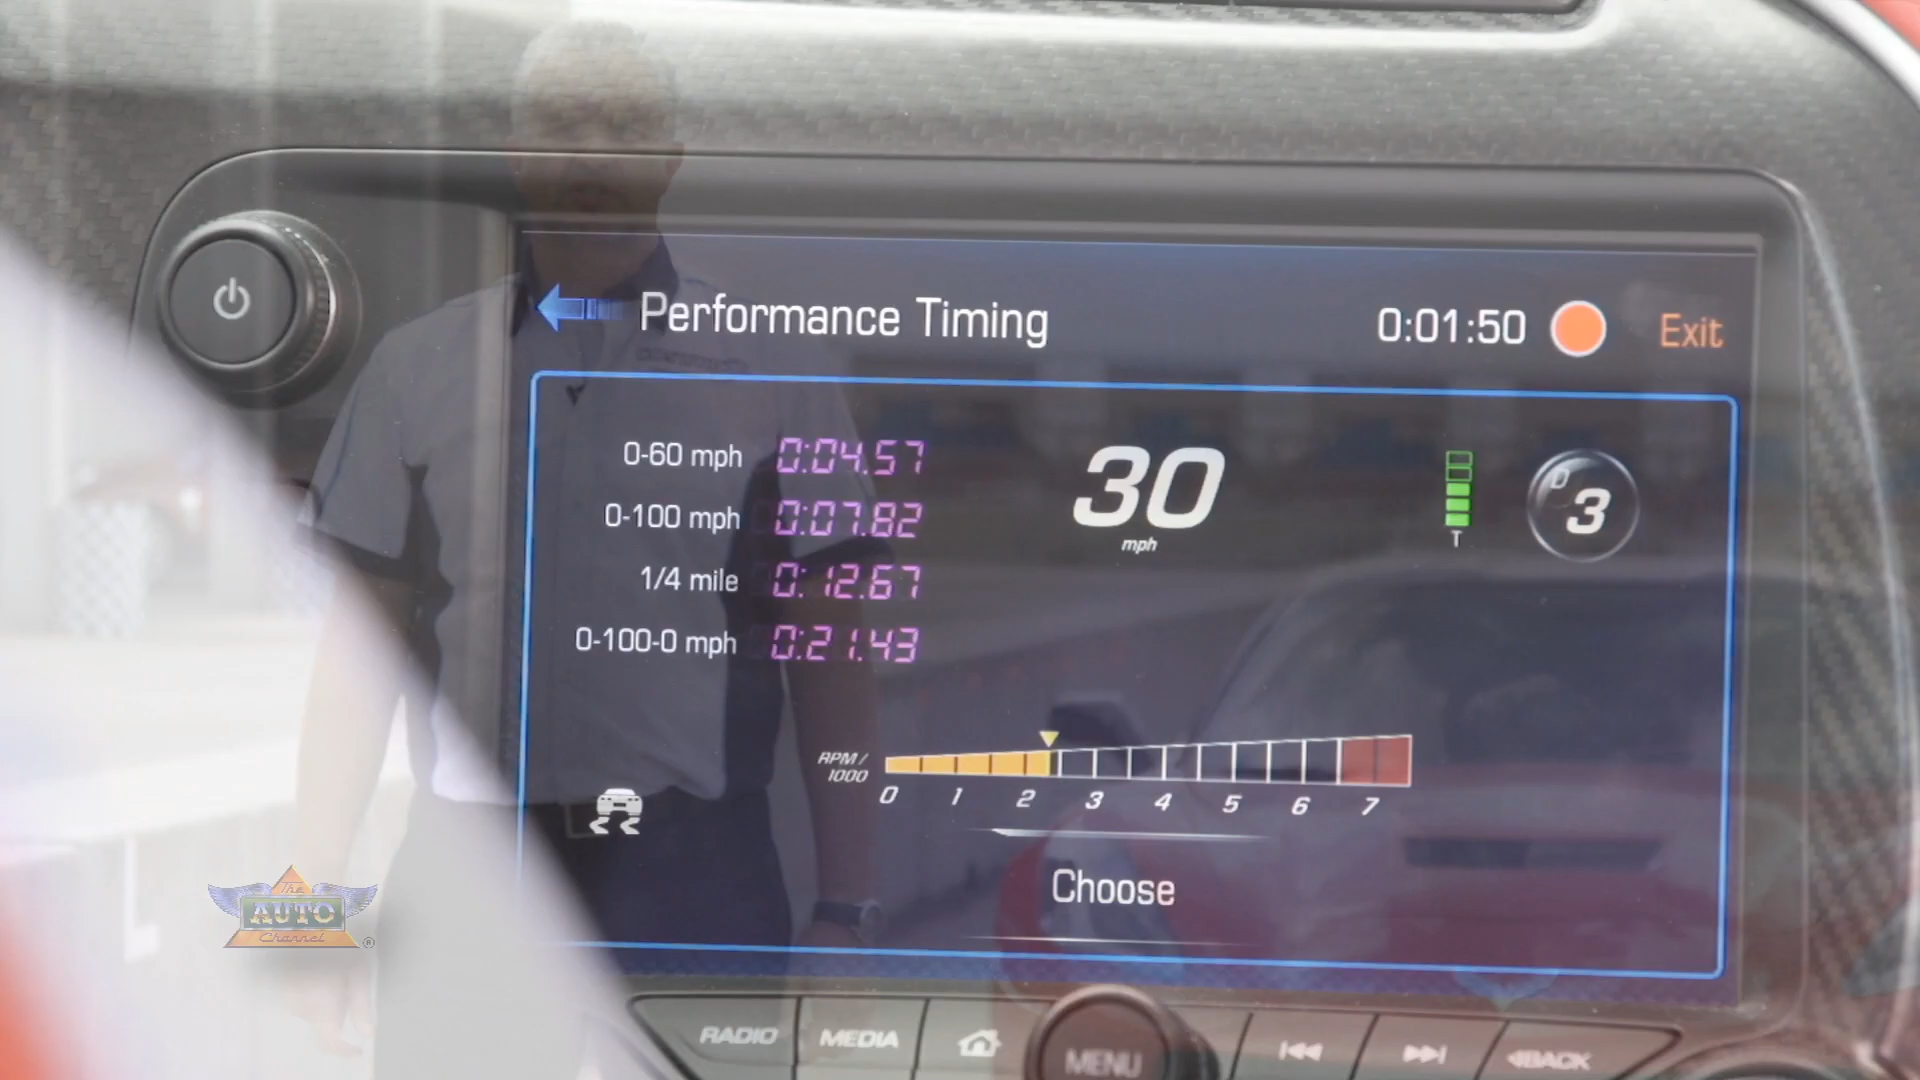 Performance Timing 0:01:50 Exit
0-60 mph 0:04.57
0-100 mph 0:07.82
1/4 mile 0:12.67
0-100-0 mph 0:21.43
30
mph
T
D
3
RPM/
1000
0 1 2 3 4 5 6 7
Choose
The
AUTO
Channel ®
RADIO MEDIA MENU BACK